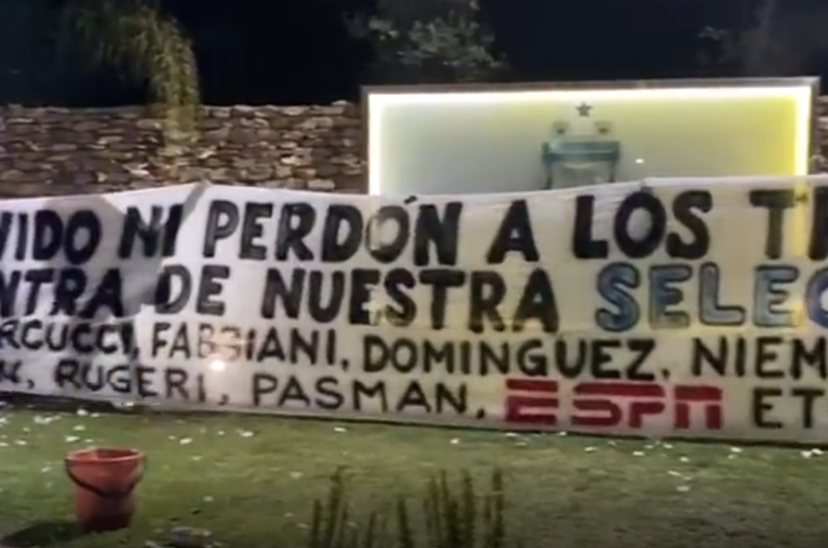 VIDO NI PERDÓN A LOS T
NTRA DE NUESTRA SELEC
RCUCCI, FABBIANI, DOMINGUEZ, NIEM
N, RUGERI, PASMAN, ESPN ET